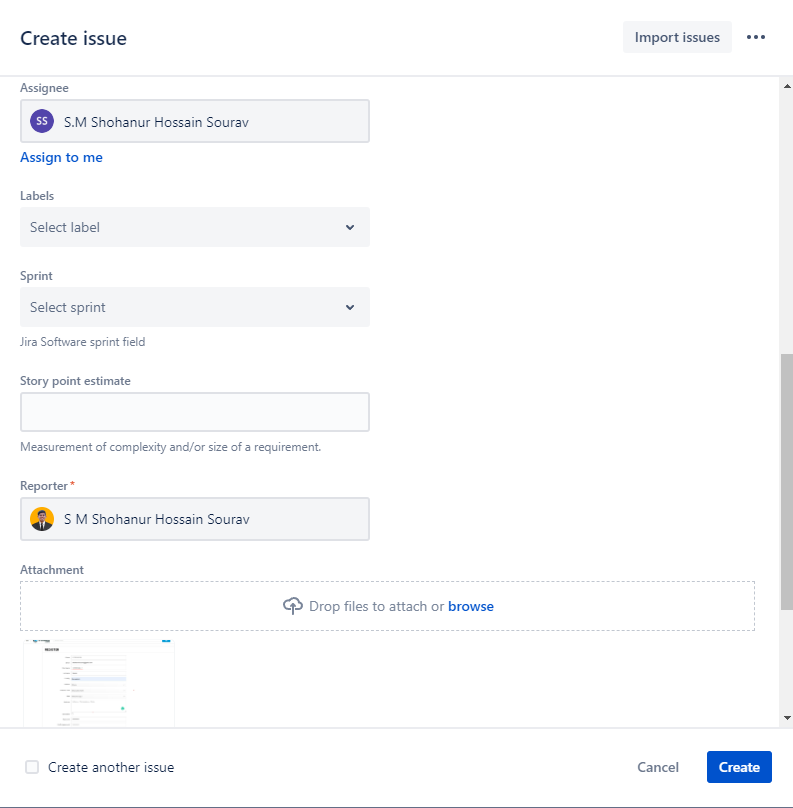 Create issue
Import issues
Assignee
SS
S.M Shohanur Hossain Sourav
Assign to me
Labels
Select label
Sprint
Select sprint
Jira Software sprint field
Story point estimate
Measurement of complexity and/or size of a requirement.
Reporter*
S M Shohanur Hossain Sourav
Attachment
Drop files to attach or browse
Create another issue
Cancel
Create